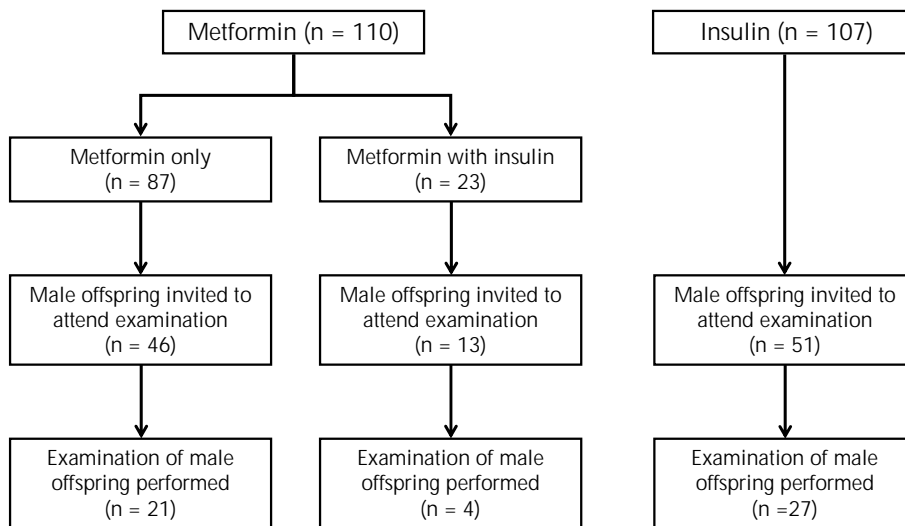 Metformin (n = 110)
Insulin (n = 107)
Metformin only
(n = 87)
Metformin with insulin
(n = 23)
Male offspring invited to
attend examination
(n = 46)
Male offspring invited to
attend examination
(n = 13)
Male offspring invited to
attend examination
(n = 51)
Examination of male
offspring performed
(n = 21)
Examination of male
offspring performed
(n = 4)
Examination of male
offspring performed
(n =27)